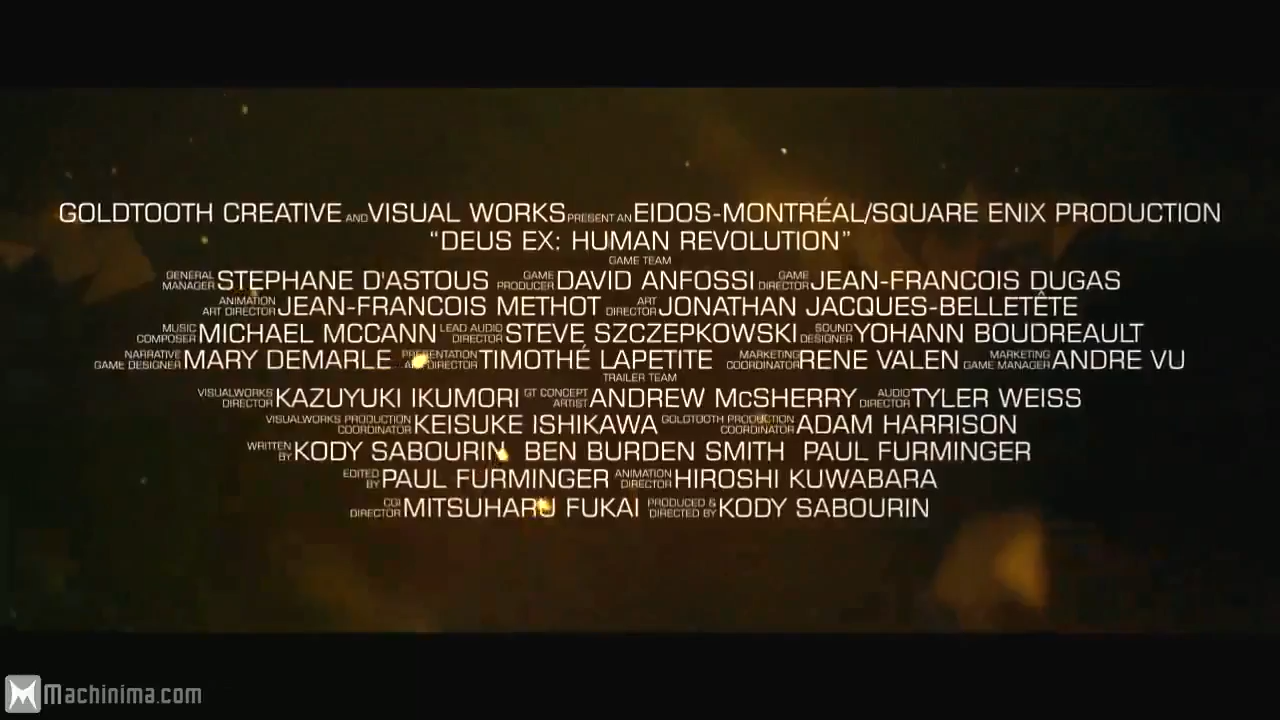 GOLDTOOTH CREATIVE AND VISUAL WORKS PRESENT AN EIDOS-MONTRÉAL/SQUARE ENIX PRODUCTION
“DEUS EX: HUMAN REVOLUTION”
GAME TEAM
GENERAL MANAGER STEPHANE D'ASTOUS GAME PRODUCER DAVID ANFOSSI GAME DIRECTOR JEAN-FRANCOIS DUGAS
ANIMATION ART DIRECTOR JEAN-FRANCOIS METHOT ART DIRECTOR JONATHAN JACQUES-BELLETÊTE
MUSIC COMPOSER MICHAEL MCCANN LEAD AUDIO DIRECTOR STEVE SZCZEPKOWSKI SOUND DESIGNER YOHANN BOUDREAULT
NARRATIVE GAME DESIGNER MARY DEMARLE PRESENTATION ART DIRECTOR TIMOTHÉ LAPETITE MARKETING COORDINATOR RENE VALEN MARKETING GAME MANAGER ANDRE VU
TRAILER TEAM
VISUALWORKS DIRECTOR KAZUYUKI IKUMORI GT CONCEPT ARTIST ANDREW McSHERRY AUDIO DIRECTOR TYLER WEISS
VISUALWORKS PRODUCTION COORDINATOR KEISUKE ISHIKAWA GOLDTOOTH PRODUCTION COORDINATOR ADAM HARRISON
WRITTEN BY KODY SABOURIN BEN BURDEN SMITH PAUL FURMINGER
EDITED BY PAUL FURMINGER ANIMATION DIRECTOR HIROSHI KUWABARA
CGI DIRECTOR MITSUHARU FUKAI PRODUCED & DIRECTED BY KODY SABOURIN
Machinima.com